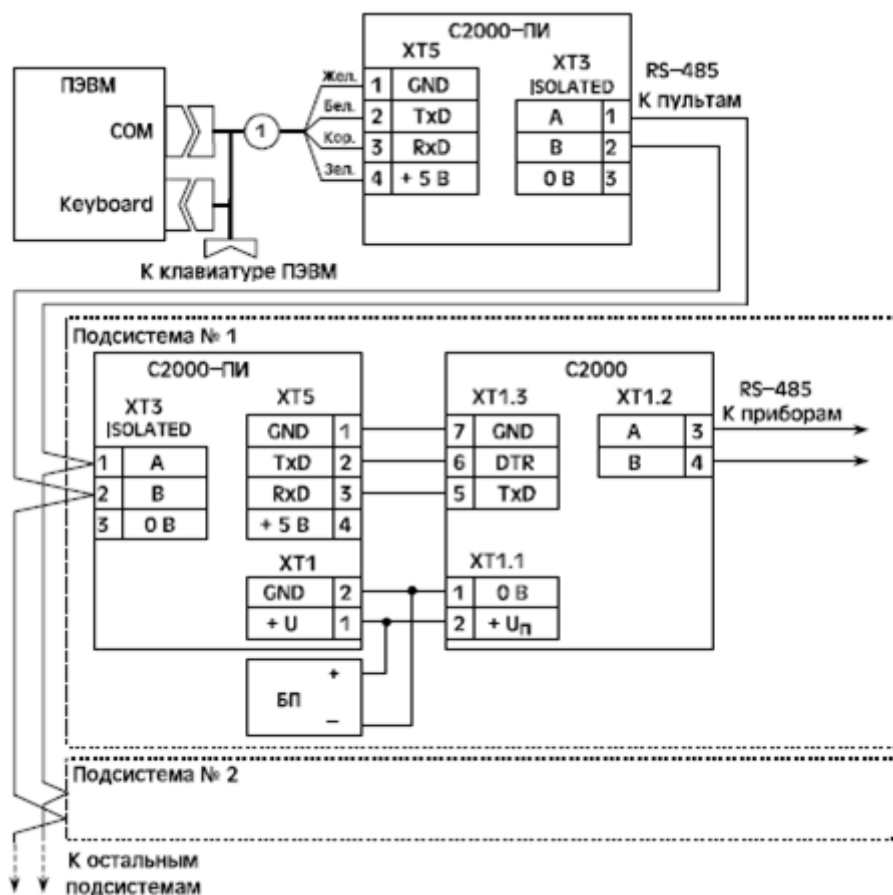 С2000-ПИ
ПЭВМ
COM
Keyboard
К клавиатуре ПЭВМ
1
Жел.
Бел.
Кор.
Зел.
XT5
1 GND
2 TxD
3 RxD
4 + 5 В
XT3
ISOLATED
A 1
B 2
0 В 3
RS-485
К пультам
Подсистема № 1
С2000-ПИ
XT3
ISOLATED
1 A
2 B
3 0 В
XT5
GND 1
TxD 2
RxD 3
+ 5 В 4
XT1
GND 2
+ U 1
БП
+
–
С2000
XT1.3
7 GND
6 DTR
5 TxD
XT1.2
A 3
B 4
XT1.1
1 0 В
2 + Uп
RS-485
К приборам
Подсистема № 2
К остальным
подсистемам